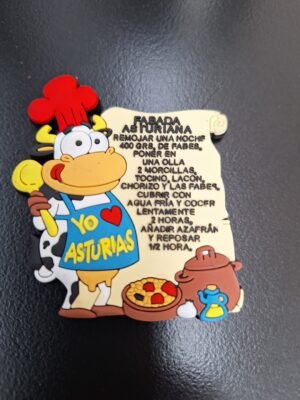 FABADA
ASTURIANA
REMOJAR UNA NOCHE
400 GRS, DE FABES,
PONER EN
UNA OLLA
2 MORCILLAS,
TOCINO, LACÓN,
CHORIZO Y LAS FABES,
CUBRIR CON
AGUA FRÍA Y COCER
LENTAMENTE
2 HORAS,
AÑADIR AZAFRÁN
Y REPOSAR
1/2 HORA.
YO ❤
ASTURIAS